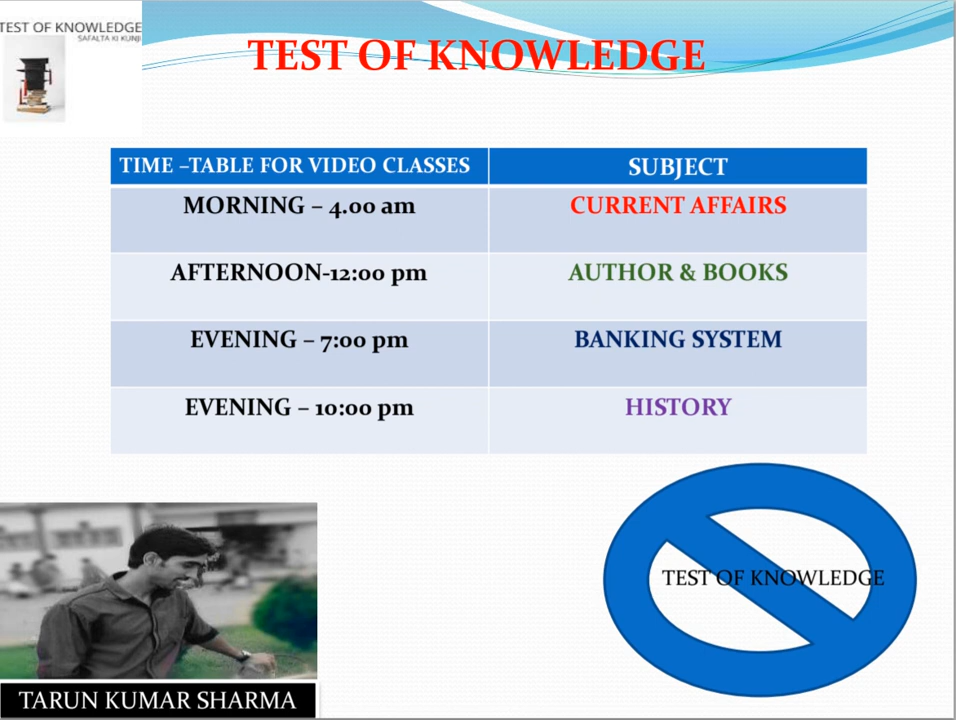 TEST OF KNOWLEDGE
SAFALTA KI KUNJI
TEST OF KNOWLEDGE
TIME –TABLE FOR VIDEO CLASSES SUBJECT
MORNING – 4.00 am CURRENT AFFAIRS
AFTERNOON-12:00 pm AUTHOR & BOOKS
EVENING – 7:00 pm BANKING SYSTEM
EVENING – 10:00 pm HISTORY
TEST OF KNOWLEDGE
TARUN KUMAR SHARMA